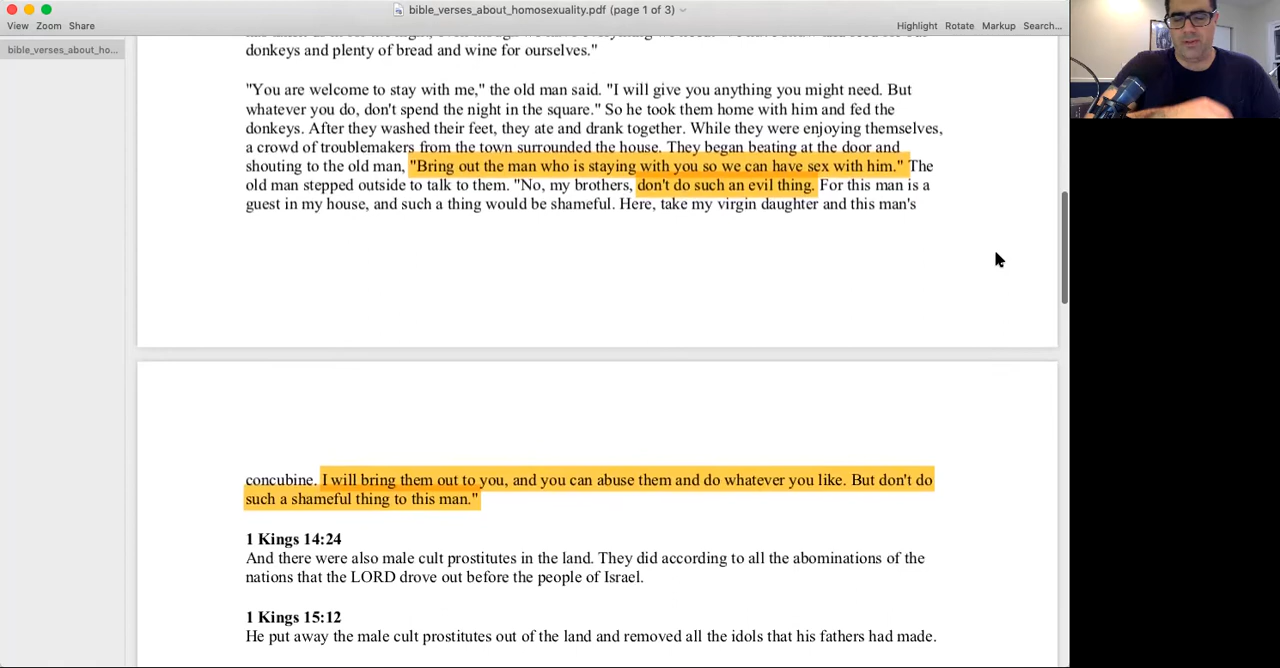 bible_verses_about_homosexuality.pdf (page 1 of 3)
View Zoom Share
Highlight Rotate Markup Search...
bible_verses_about_ho...
donkeys and plenty of bread and wine for ourselves."
"You are welcome to stay with me," the old man said. "I will give you anything you might need. But
whatever you do, don't spend the night in the square." So he took them home with him and fed the
donkeys. After they washed their feet, they ate and drank together. While they were enjoying themselves,
a crowd of troublemakers from the town surrounded the house. They began beating at the door and
shouting to the old man, "Bring out the man who is staying with you so we can have sex with him." The
old man stepped outside to talk to them. "No, my brothers, don't do such an evil thing. For this man is a
guest in my house, and such a thing would be shameful. Here, take my virgin daughter and this man's
concubine. I will bring them out to you, and you can abuse them and do whatever you like. But don't do
such a shameful thing to this man."
1 Kings 14:24
And there were also male cult prostitutes in the land. They did according to all the abominations of the
nations that the LORD drove out before the people of Israel.
1 Kings 15:12
He put away the male cult prostitutes out of the land and removed all the idols that his fathers had made.